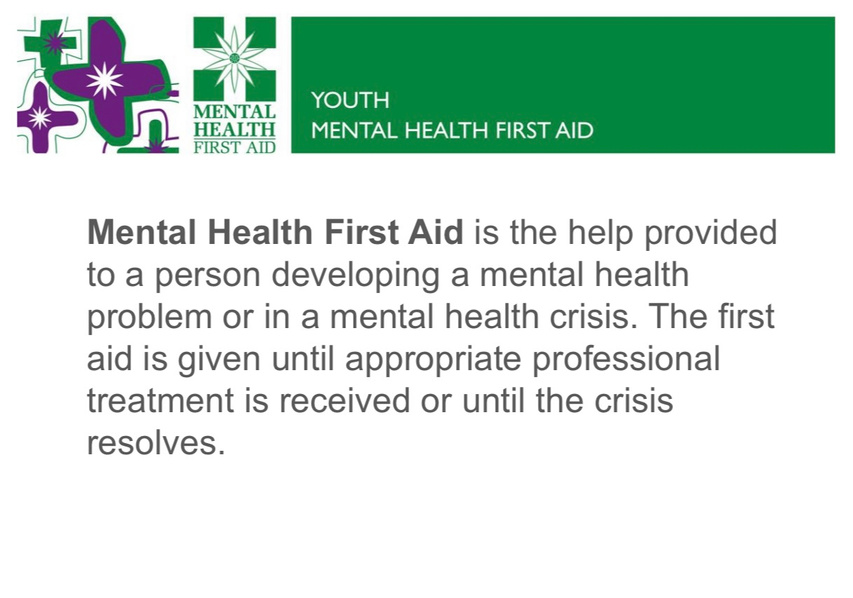 MENTAL
HEALTH
FIRST AID
YOUTH
MENTAL HEALTH FIRST AID
Mental Health First Aid is the help provided
to a person developing a mental health
problem or in a mental health crisis. The first
aid is given until appropriate professional
treatment is received or until the crisis
resolves.